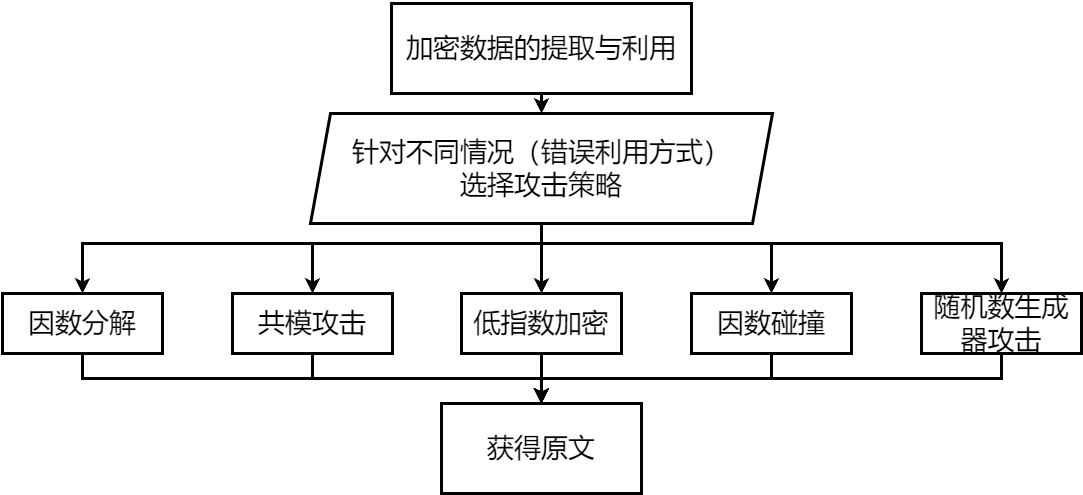 加密数据的提取与利用
针对不同情况（错误利用方式）
选择攻击策略
因数分解
共模攻击
低指数加密
因数碰撞
随机数生成
器攻击
获得原文